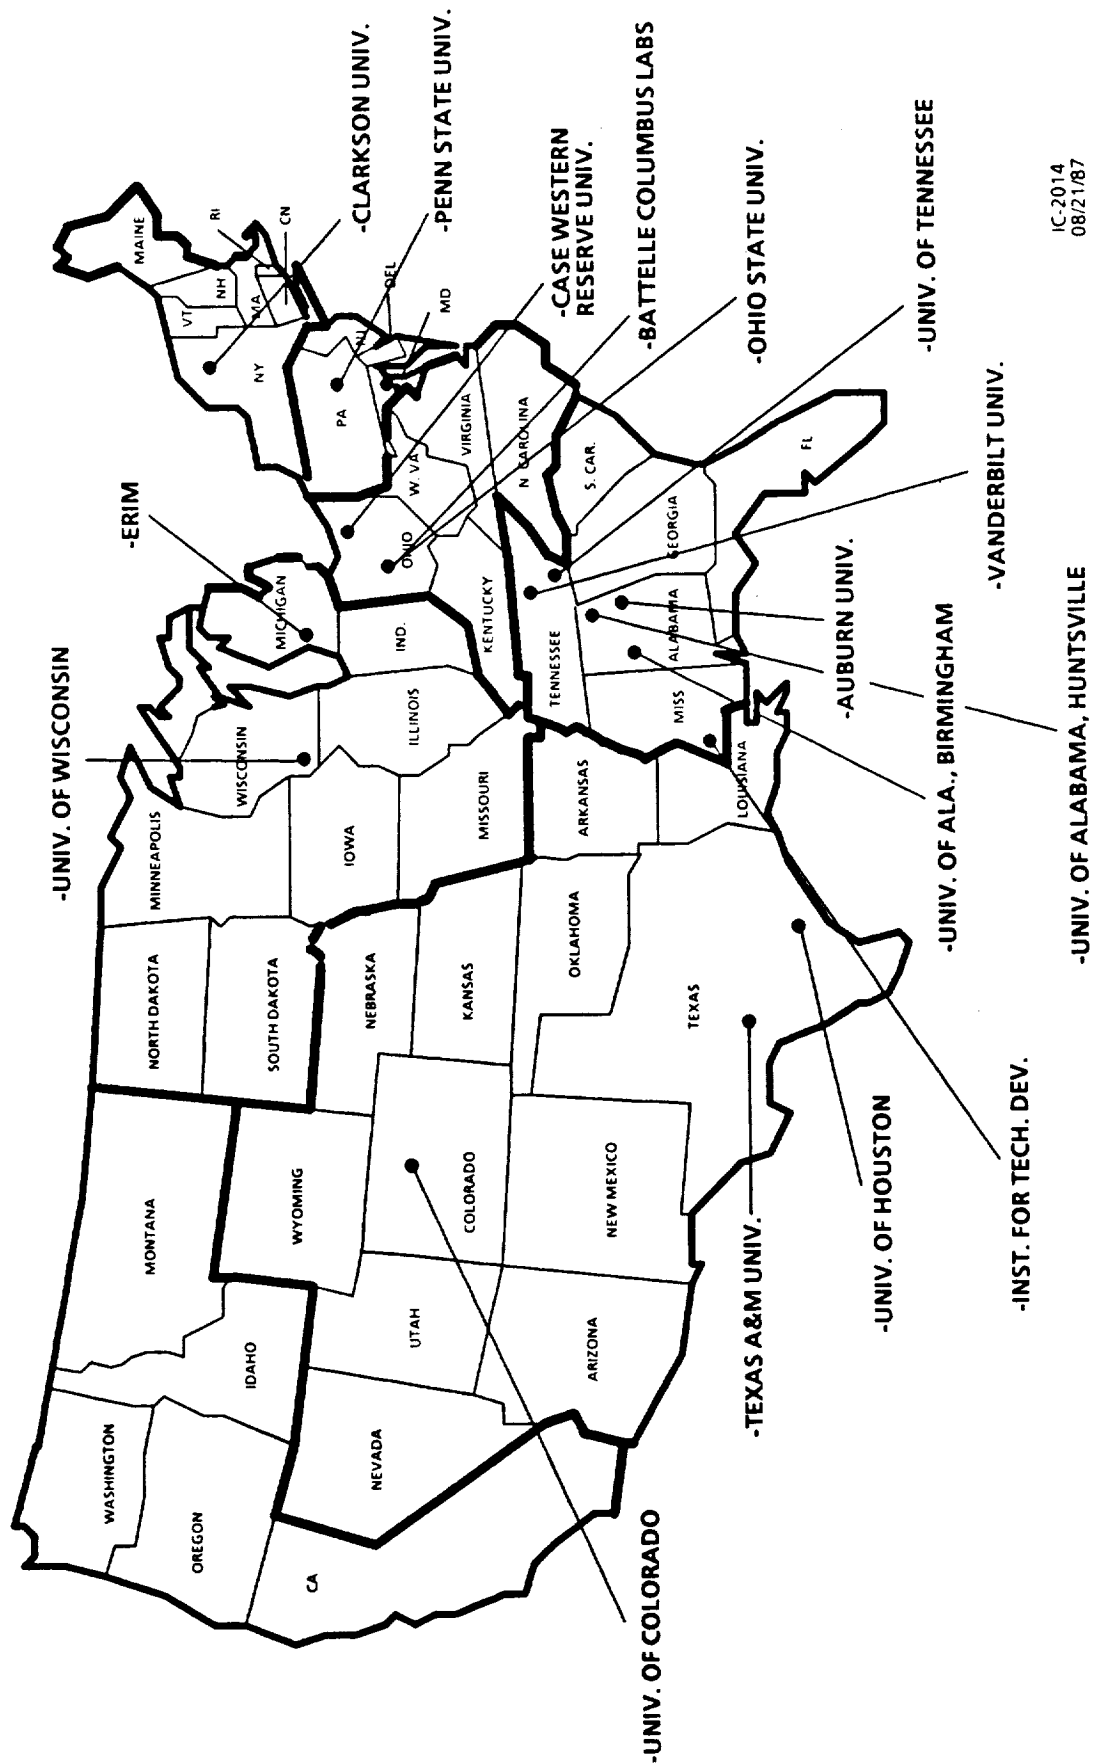 -UNIV. OF WISCONSIN
-ERIM
-CLARKSON UNIV.
-PENN STATE UNIV.
-CASE WESTERN
RESERVE UNIV.
-BATTELLE COLUMBUS LABS
-OHIO STATE UNIV.
-UNIV. OF TENNESSEE
-VANDERBILT UNIV.
-AUBURN UNIV.
-UNIV. OF ALA., BIRMINGHAM
-UNIV. OF ALABAMA, HUNTSVILLE
-INST. FOR TECH. DEV.
-UNIV. OF HOUSTON
-TEXAS A&M UNIV.
-UNIV. OF COLORADO
WASHINGTON
OREGON
CA
NEVADA
IDAHO
MONTANA
WYOMING
UTAH
ARIZONA
COLORADO
NEW MEXICO
NORTH DAKOTA
SOUTH DAKOTA
NEBRASKA
KANSAS
OKLAHOMA
TEXAS
MINNEAPOLIS
IOWA
MISSOURI
ARKANSAS
LOUISIANA
WISCONSIN
ILLINOIS
MICHIGAN
IND.
OHIO
KENTUCKY
TENNESSEE
MISS
ALABAMA
GEORGIA
FL
S. CAR.
N CAROLINA
VIRGINIA
W. VA
PA
NY
VT
NH
MAINE
MA
RI
CN
NJ
DEL
MD
IC-2014
08/21/87